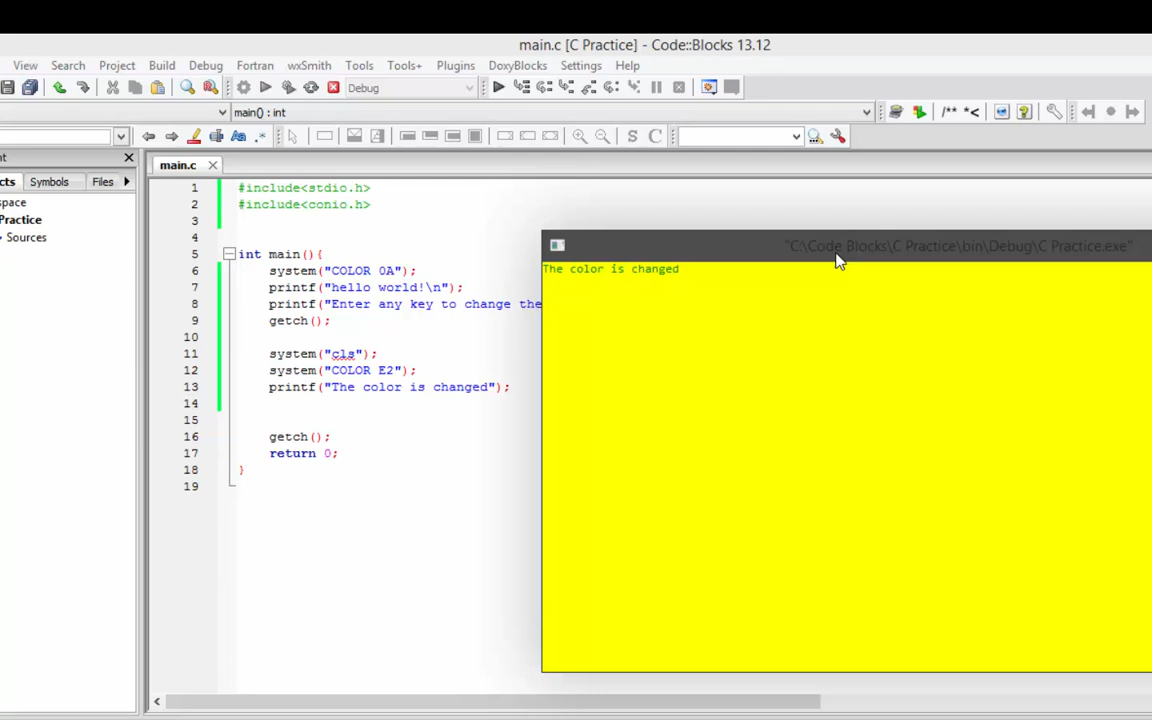 main.c [C Practice] - Code::Blocks 13.12
View Search Project Build Debug Fortran wxSmith Tools Tools+ Plugins DoxyBlocks Settings Help
Debug
main() : int
/** *<
S C
main.c
Symbols
Files
Practice
Sources
1 #include<stdio.h>
2 #include<conio.h>
3
4
5 int main(){
6 system("COLOR 0A");
7 printf("hello world!\n");
8 printf("Enter any key to change the
9 getch();
10
11 system("cls");
12 system("COLOR E2");
13 printf("The color is changed");
14
15
16 getch();
17 return 0;
18 }
19
"C:\Code Blocks\C Practice\bin\Debug\C Practice.exe"
The color is changed